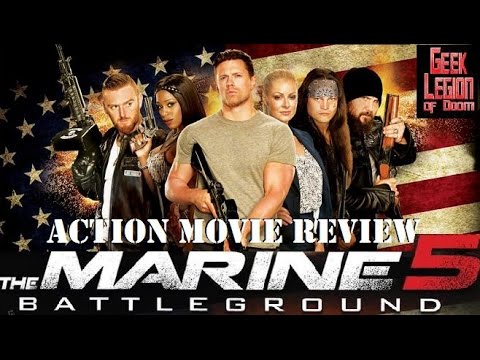 GEEK
LEGION
OF DOOM
ACTION MOVIE REVIEW
THE MARINE 5
BATTLEGROUND